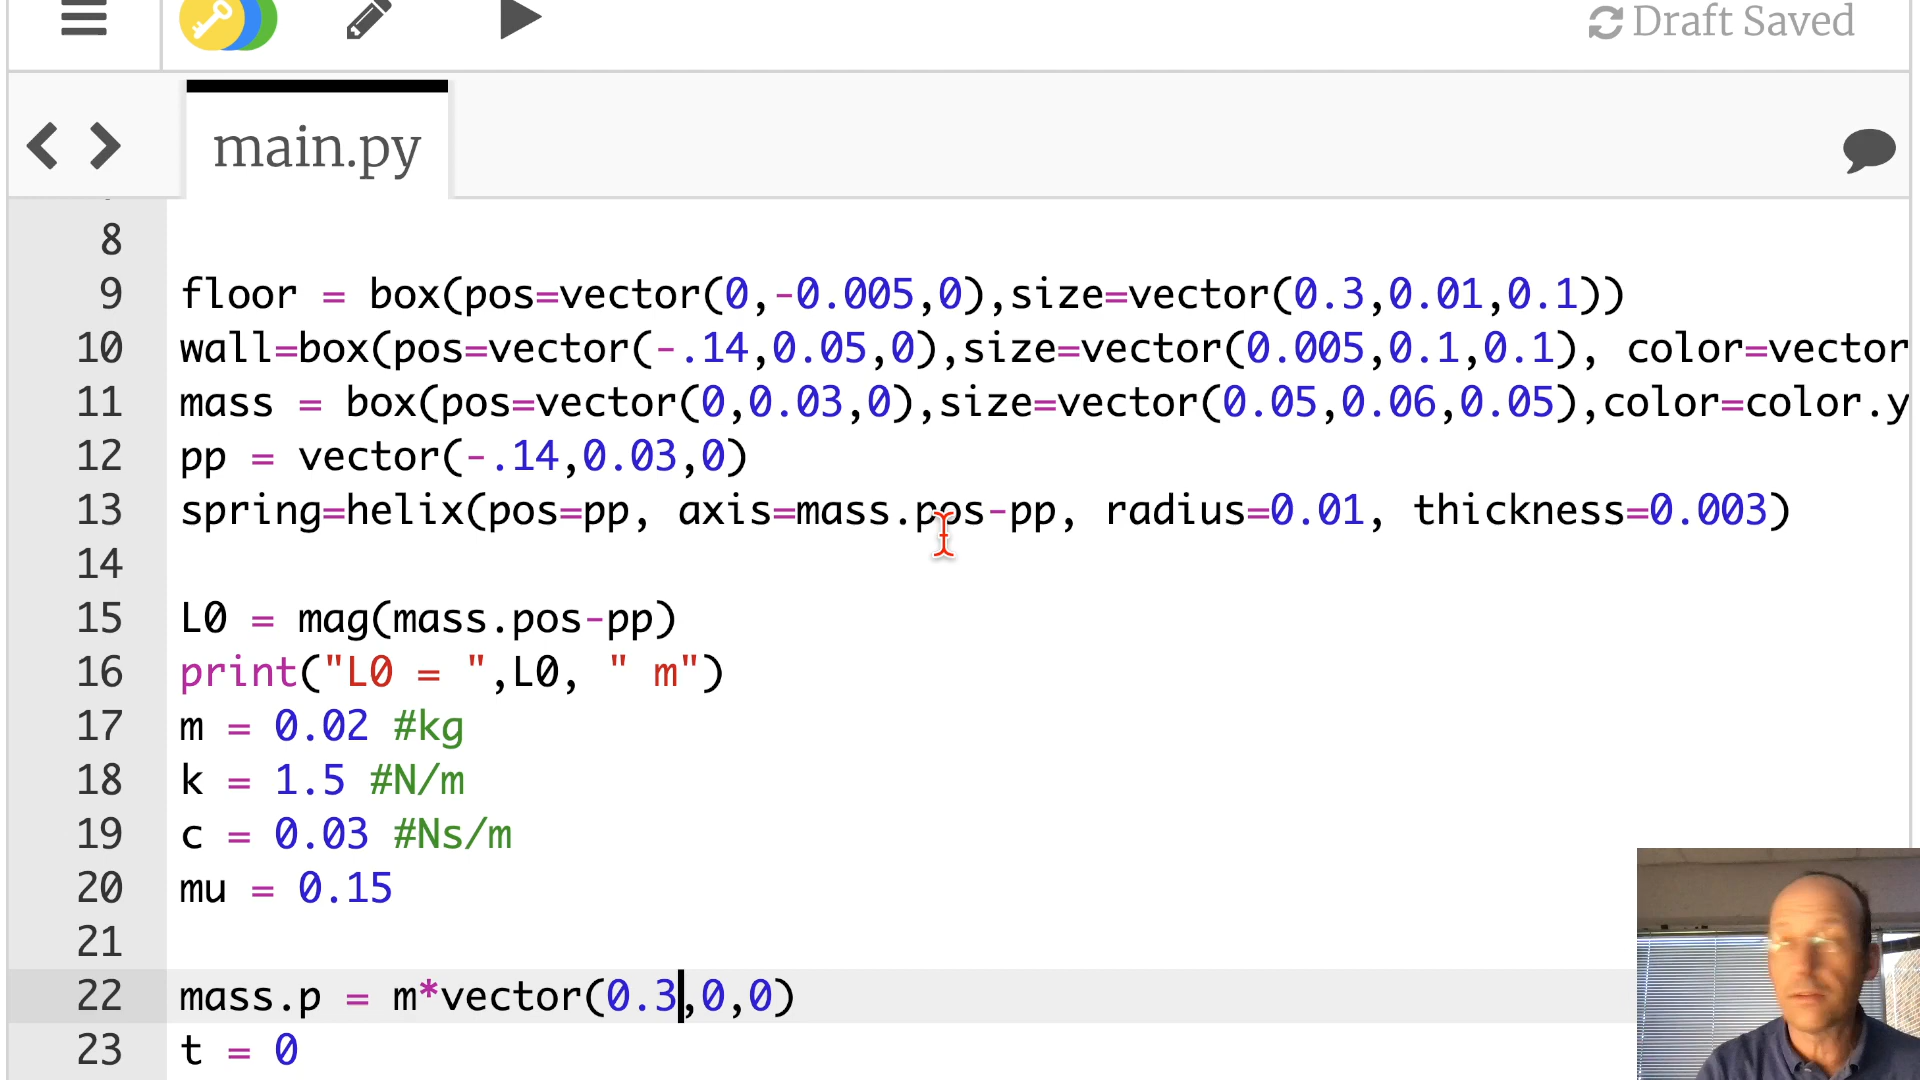 Draft Saved
main.py
8
9 floor = box(pos=vector(0,-0.005,0),size=vector(0.3,0.01,0.1))
10 wall=box(pos=vector(-.14,0.05,0),size=vector(0.005,0.1,0.1), color=vector
11 mass = box(pos=vector(0,0.03,0),size=vector(0.05,0.06,0.05),color=color.y
12 pp = vector(-.14,0.03,0)
13 spring=helix(pos=pp, axis=mass.pos-pp, radius=0.01, thickness=0.003)
14
15 L0 = mag(mass.pos-pp)
16 print("L0 = ",L0, " m")
17 m = 0.02 #kg
18 k = 1.5 #N/m
19 c = 0.03 #Ns/m
20 mu = 0.15
21
22 mass.p = m*vector(0.3,0,0)
23 t = 0